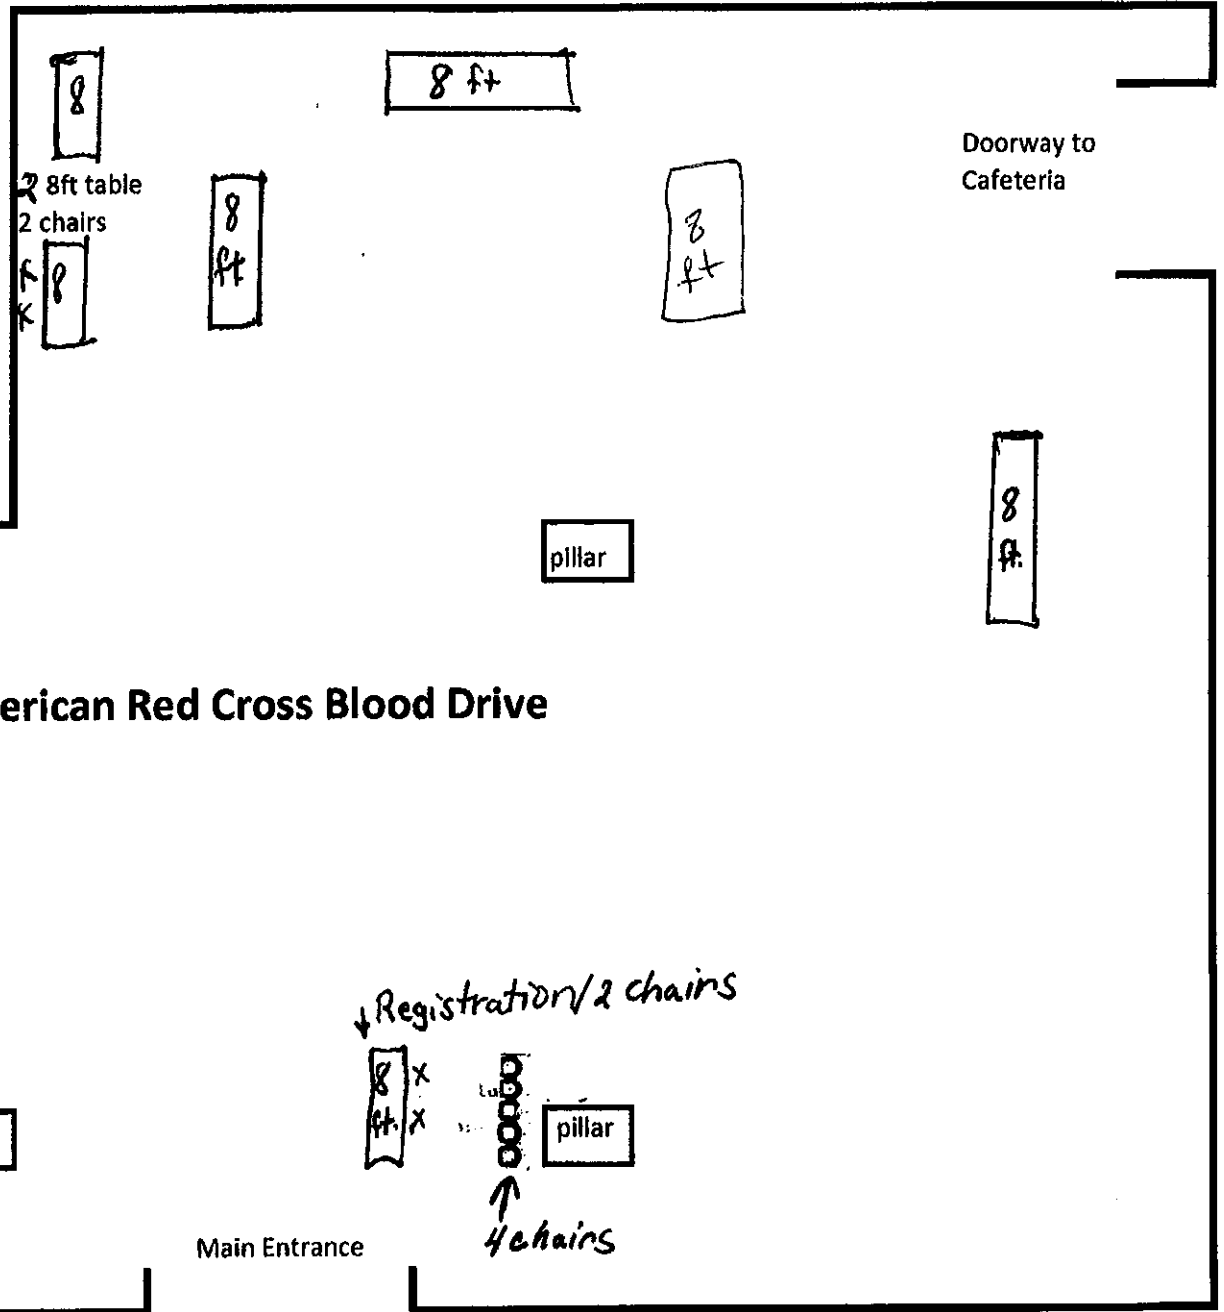 8
8 ft
Doorway to
Cafeteria
2 8ft table
2 chairs
8
ft
8
ft
x 8
x
8
ft.
pillar
erican Red Cross Blood Drive
Registration/2 chairs
8 x
ft. x
pillar
4 chairs
Main Entrance